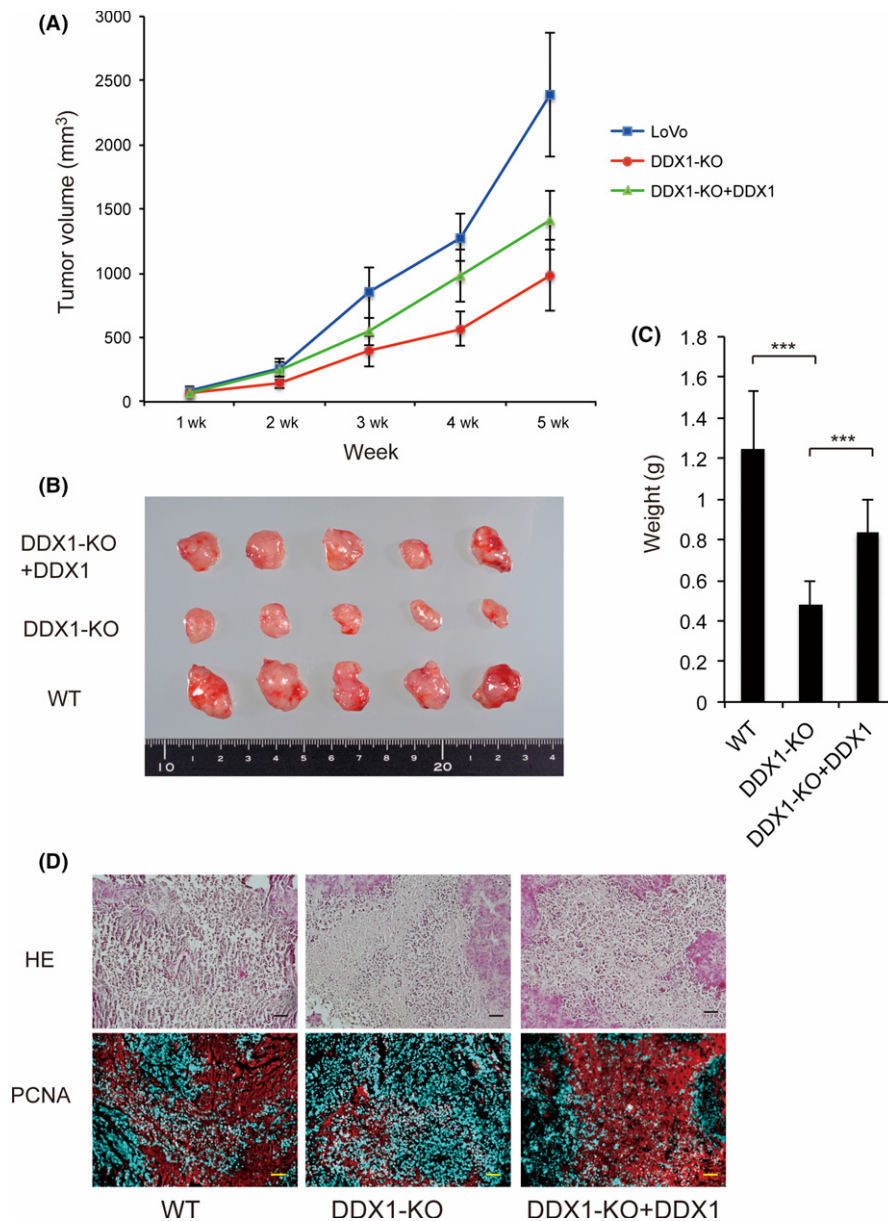 (A)
3000
2500
2000
1500
1000
500
0
Tumor volume (mm³)
1 wk 2 wk 3 wk 4 wk 5 wk
Week
LoVo
DDX1-KO
DDX1-KO+DDX1
(B)
DDX1-KO
+DDX1
DDX1-KO
WT
10 1 2 3 4 5 6 7 8 9 20 1 2 3 4
(C)
1.8
1.6
1.4
1.2
1
0.8
0.6
0.4
0.2
0
Weight (g)
***
***
WT
DDX1-KO
DDX1-KO+DDX1
(D)
HE
PCNA
WT DDX1-KO DDX1-KO+DDX1